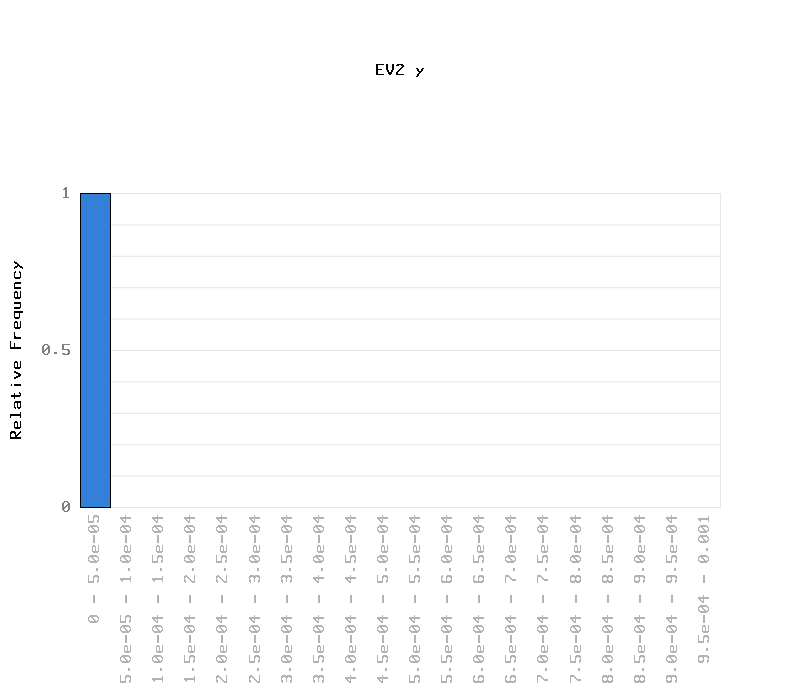 EV2 y
Relative Frequency
1
0.5
0
0 - 5.0e-05
5.0e-05 - 1.0e-04
1.0e-04 - 1.5e-04
1.5e-04 - 2.0e-04
2.0e-04 - 2.5e-04
2.5e-04 - 3.0e-04
3.0e-04 - 3.5e-04
3.5e-04 - 4.0e-04
4.0e-04 - 4.5e-04
4.5e-04 - 5.0e-04
5.0e-04 - 5.5e-04
5.5e-04 - 6.0e-04
6.0e-04 - 6.5e-04
6.5e-04 - 7.0e-04
7.0e-04 - 7.5e-04
7.5e-04 - 8.0e-04
8.0e-04 - 8.5e-04
8.5e-04 - 9.0e-04
9.0e-04 - 9.5e-04
9.5e-04 - 0.001